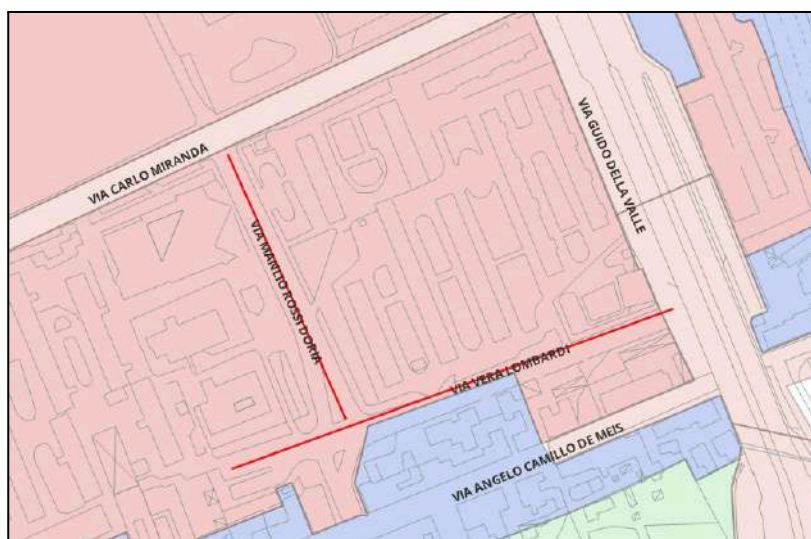 VIA CARLO MIRANDA
VIA GUIDO DELLA VALLE
VIA MANLIO ROSSI DORIA
VIA VERA LOMBARDI
VIA ANGELO CAMILLO DE MEIS